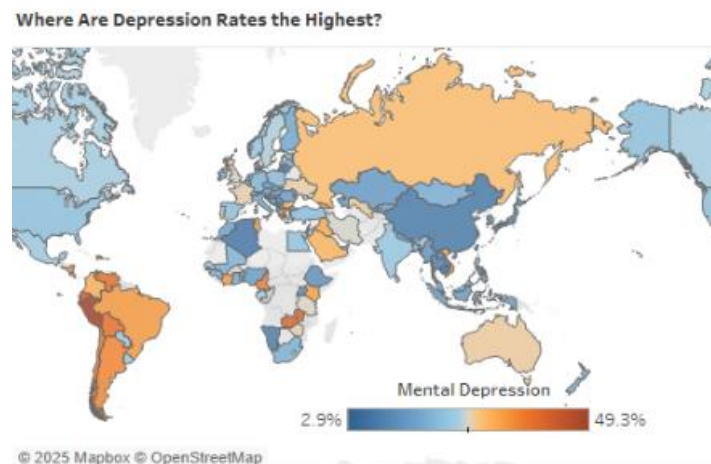 Where Are Depression Rates the Highest?
Mental Depression
2.9% 49.3%
© 2025 Mapbox © OpenStreetMap